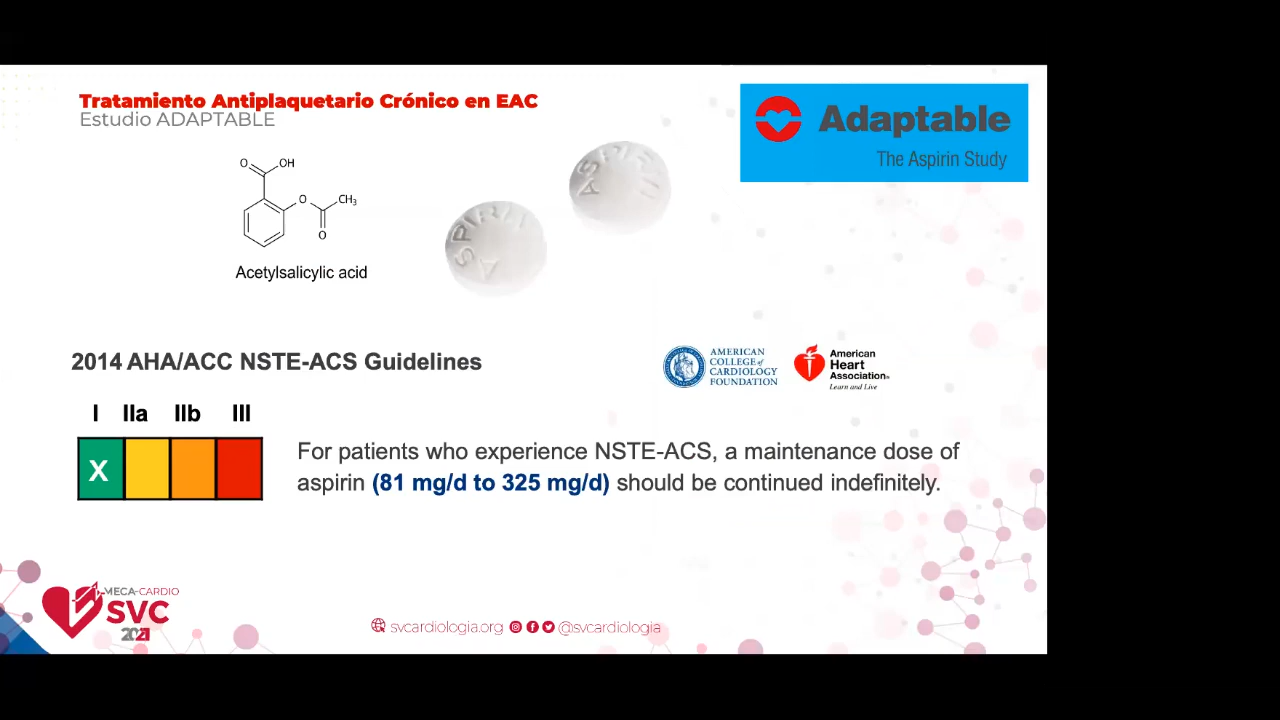 Tratamiento Antiplaquetario Crónico en EAC
Estudio ADAPTABLE
Adaptable
The Aspirin Study
O
OH
O
CH3
O
Acetylsalicylic acid
ASPIRIN
ASPIRIN
2014 AHA/ACC NSTE-ACS Guidelines
AMERICAN
COLLEGE of
CARDIOLOGY
FOUNDATION
American
Heart
Association
Learn and Live
I IIa IIb III
X
For patients who experience NSTE-ACS, a maintenance dose of
aspirin (81 mg/d to 325 mg/d) should be continued indefinitely.
MECA-CARDIO
SVC
2021
svcardiologia.org @svcardiologia